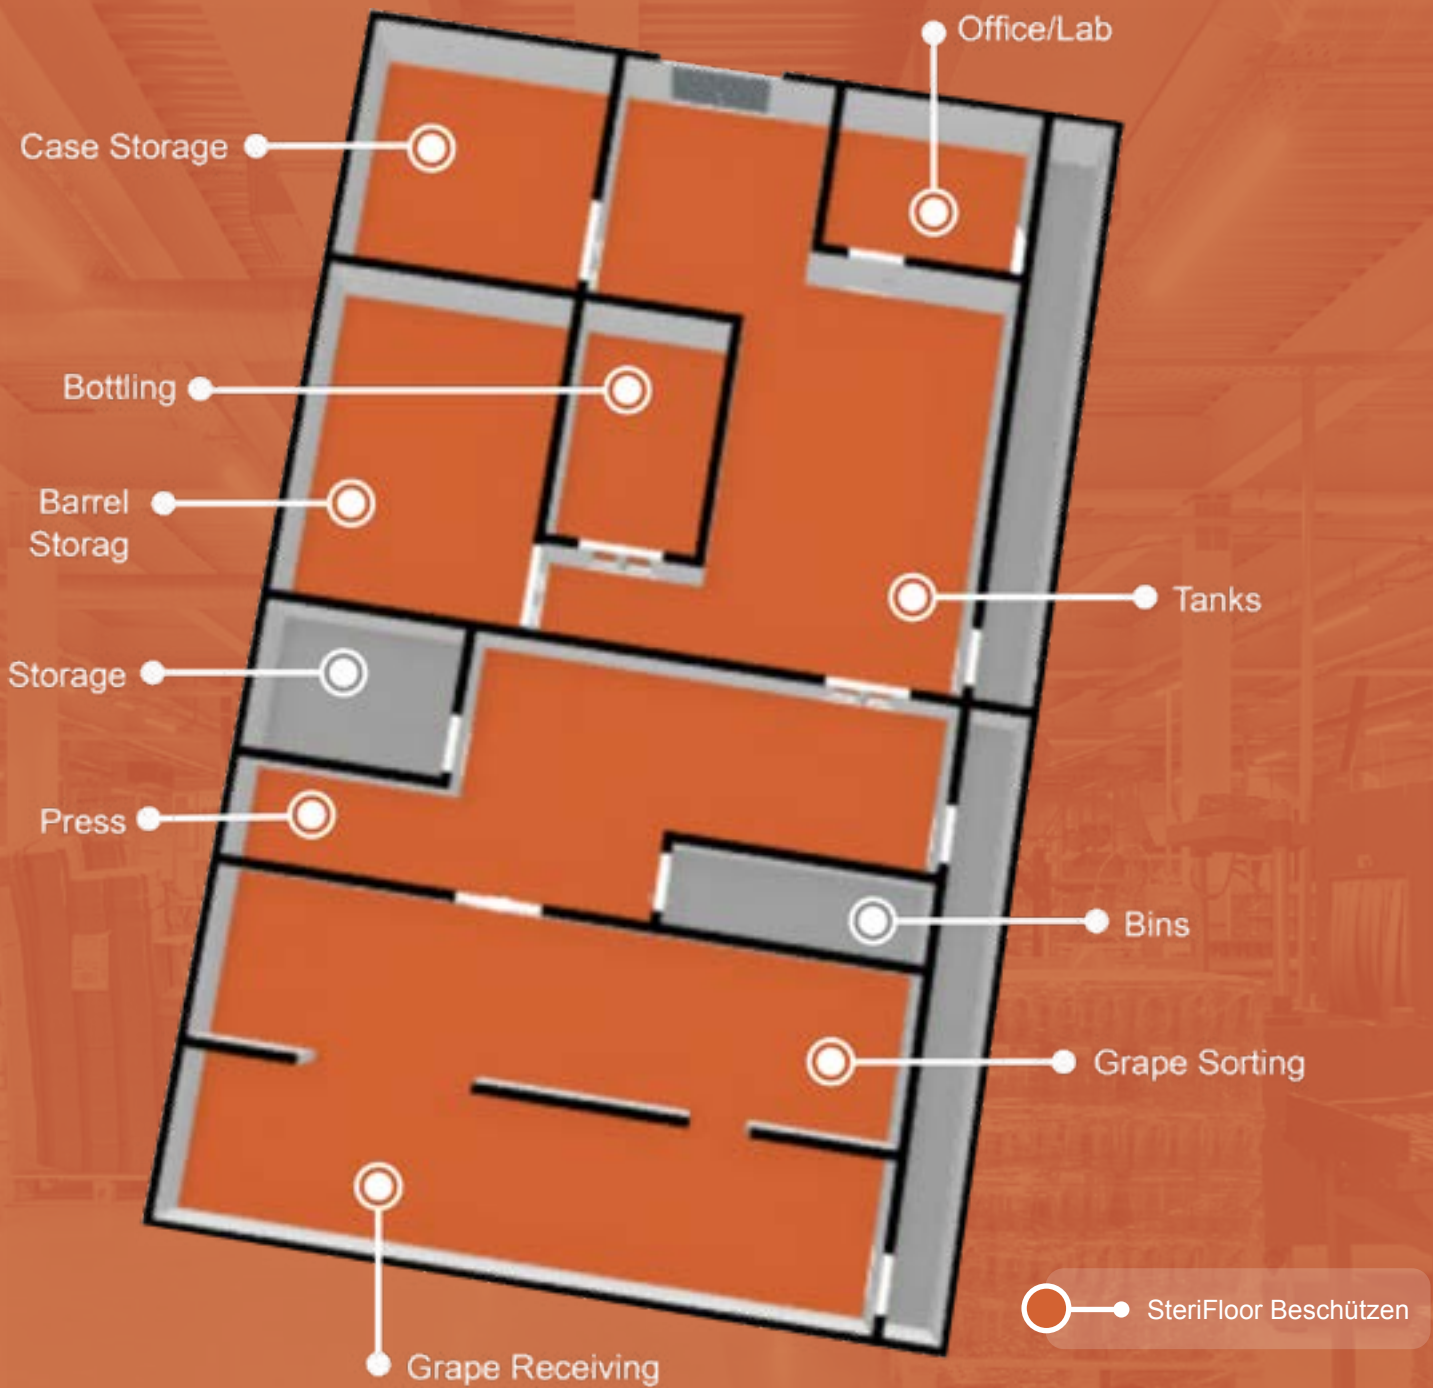 Office/Lab
Case Storage
Bottling
Barrel
Storag
Tanks
Storage
Press
Bins
Grape Sorting
SteriFloor Beschützen
Grape Receiving